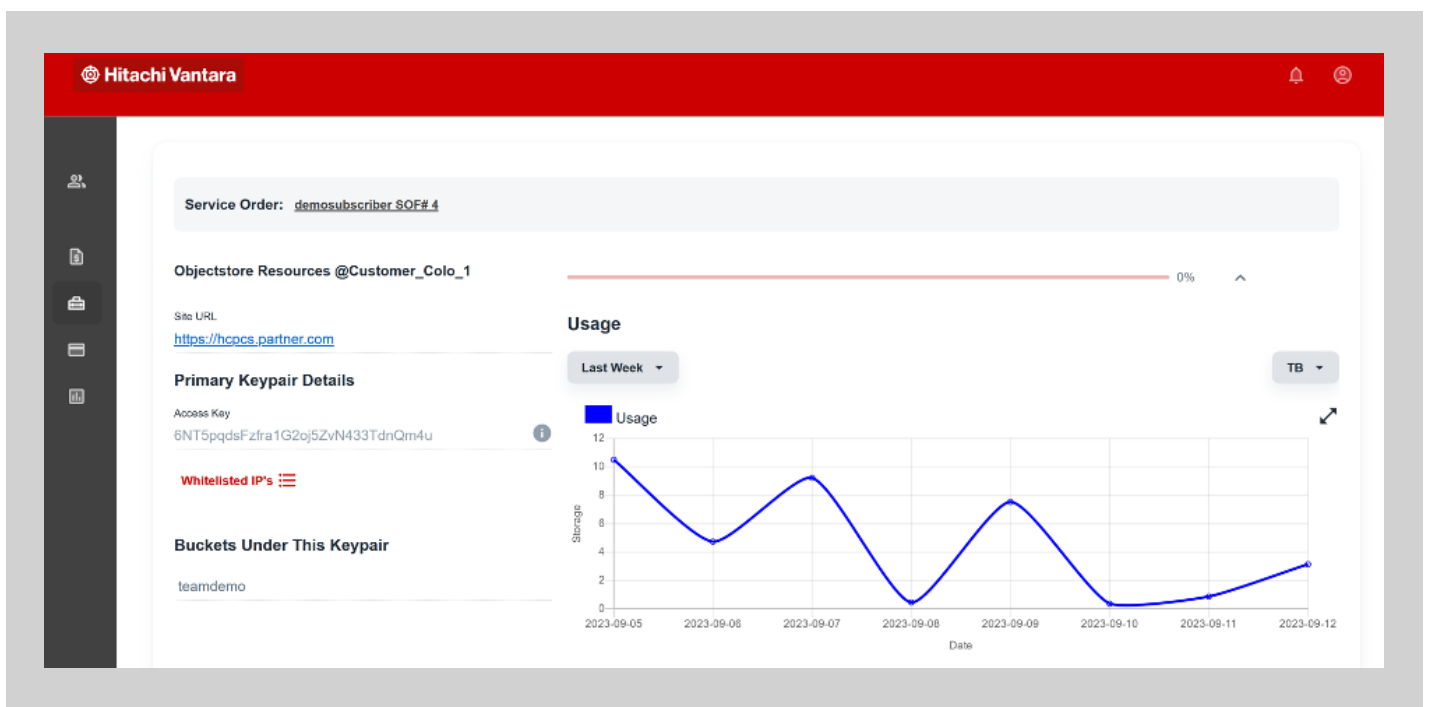 Hitachi Vantara
Service Order: demosubscriber SOF# 4
Objectstore Resources @Customer_Colo_1
0%
Site URL
https://hcpcs.partner.com
Primary Keypair Details
Access Key
6NT5pqdsFzfra1G2oj5ZvN433TdnQm4u
Whitelisted IP's
Buckets Under This Keypair
teamdemo
Usage
Last Week
TB
Usage
12
10
8
6
4
2
0
Storage
2023-09-05 2023-09-06 2023-09-07 2023-09-08 2023-09-09 2023-09-10 2023-09-11 2023-09-12
Date